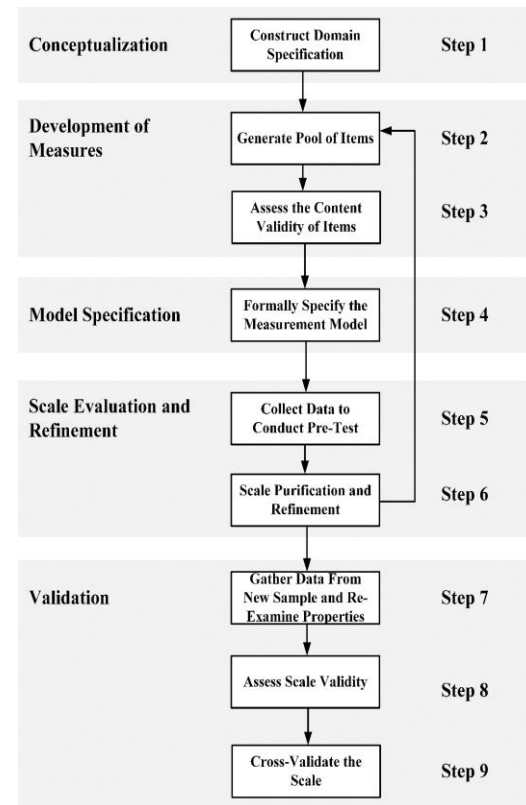 Conceptualization
Construct Domain
Specification
Step 1
Development of
Measures
Generate Pool of Items
Step 2
Assess the Content
Validity of Items
Step 3
Model Specification
Formally Specify the
Measurement Model
Step 4
Scale Evaluation and
Refinement
Collect Data to
Conduct Pre-Test
Step 5
Scale Purification and
Refinement
Step 6
Validation
Gather Data From
New Sample and Re-
Examine Properties
Step 7
Assess Scale Validity
Step 8
Cross-Validate the
Scale
Step 9